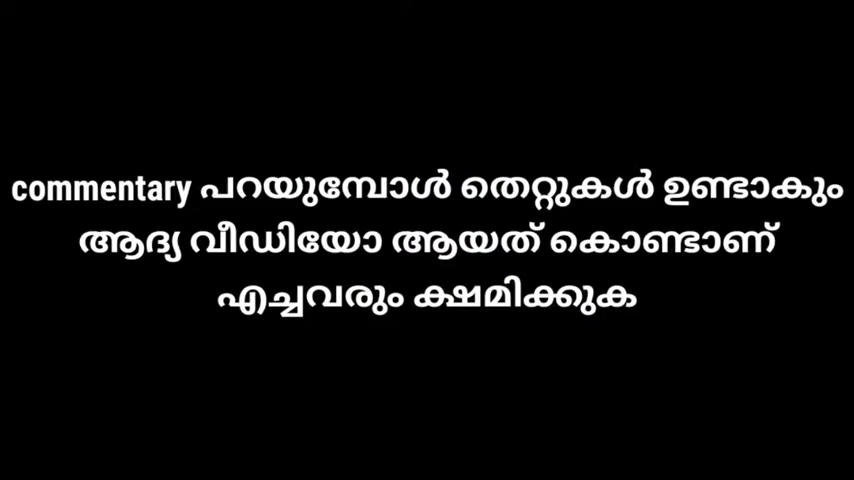 commentary പറയുമ്പോൾ തെറ്റുകൾ ഉണ്ടാകും
ആദ്യ വീഡിയോ ആയത് കൊണ്ടാണ്
എച്ചവരും ക്ഷമിക്കുക